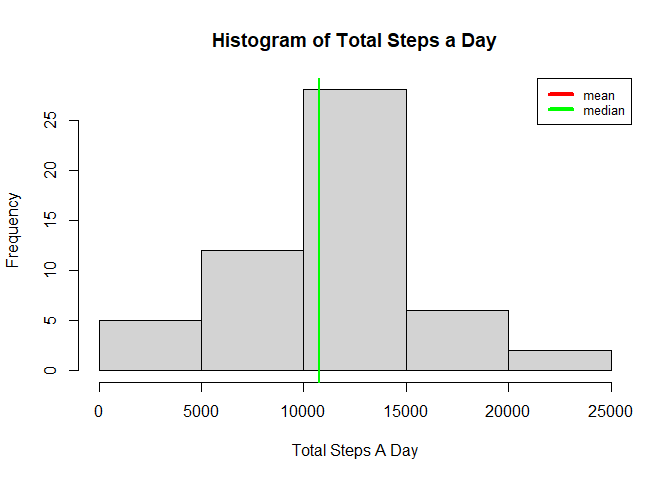 Histogram of Total Steps a Day
mean
median
Frequency
25
20
15
10
5
0
0 5000 10000 15000 20000 25000
Total Steps A Day